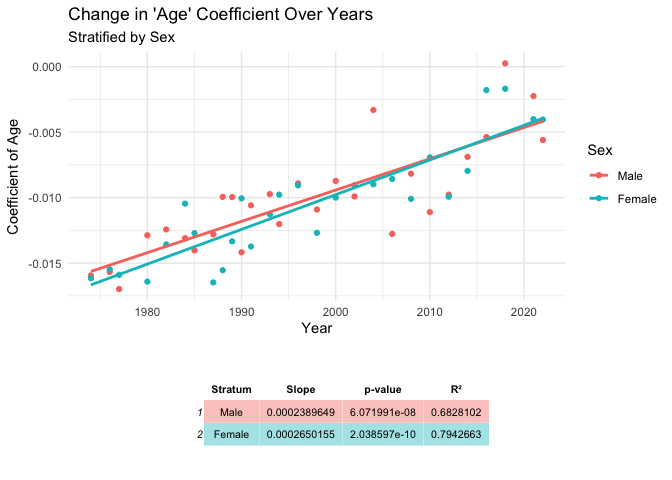 Change in 'Age' Coefficient Over Years
Stratified by Sex
0.000
-0.005
-0.010
-0.015
Coefficient of Age
1980 1990 2000 2010 2020
Year
Sex
Male
Female
Stratum Slope p-value R²
1 Male 0.0002389649 6.071991e-08 0.6828102
2 Female 0.0002650155 2.038597e-10 0.7942663